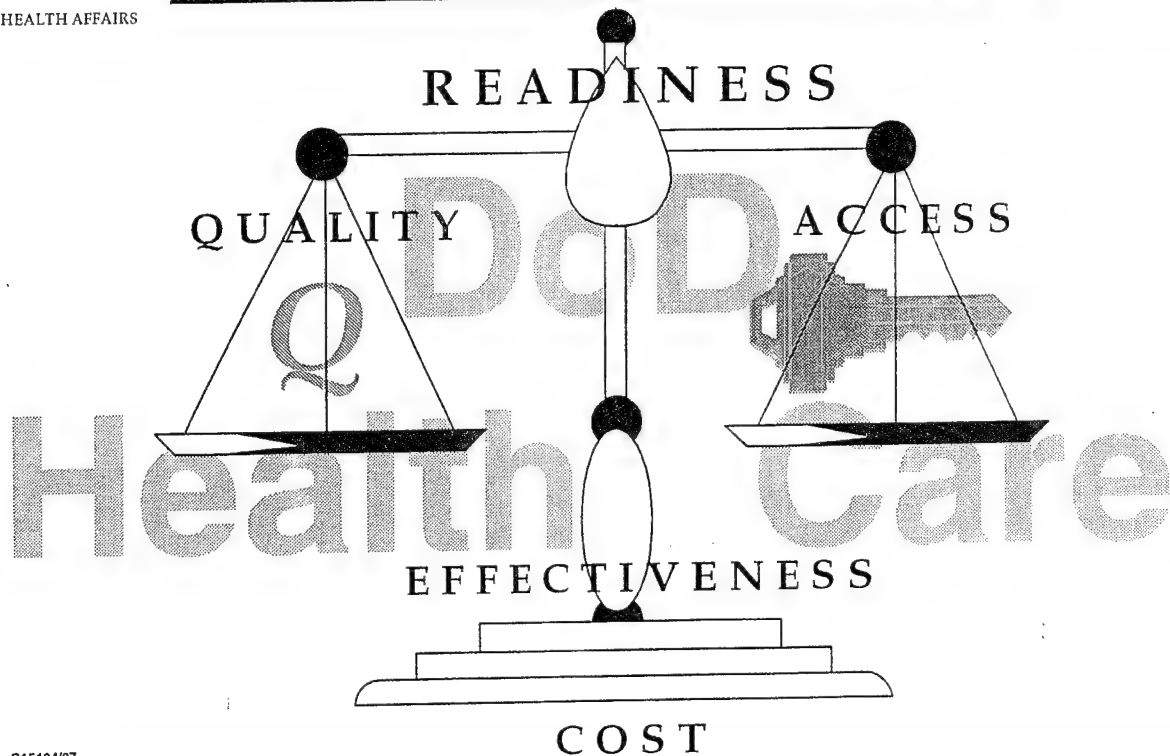 HEALTH AFFAIRS
READINESS
QUALITY
ACCESS
DoD
Q
Health Care
EFFECTIVENESS
COST